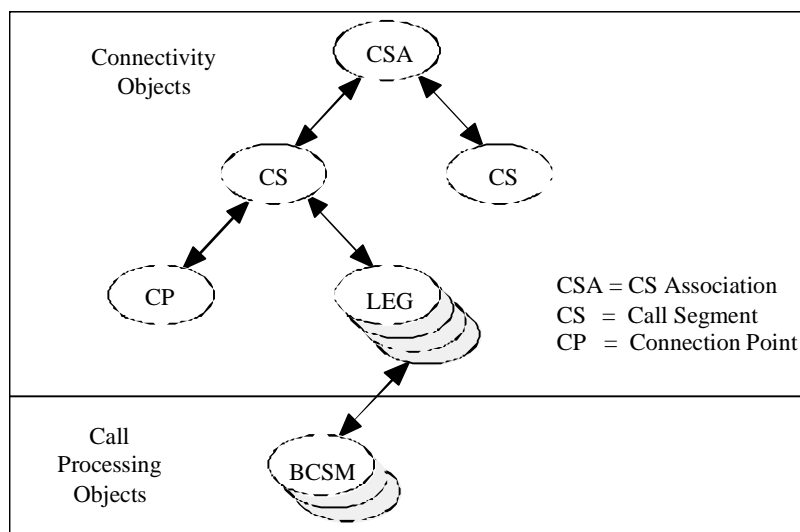 Connectivity
Objects
CSA
CS
CS
CP
LEG
CSA = CS Association
CS = Call Segment
CP = Connection Point
Call
Processing
Objects
BCSM